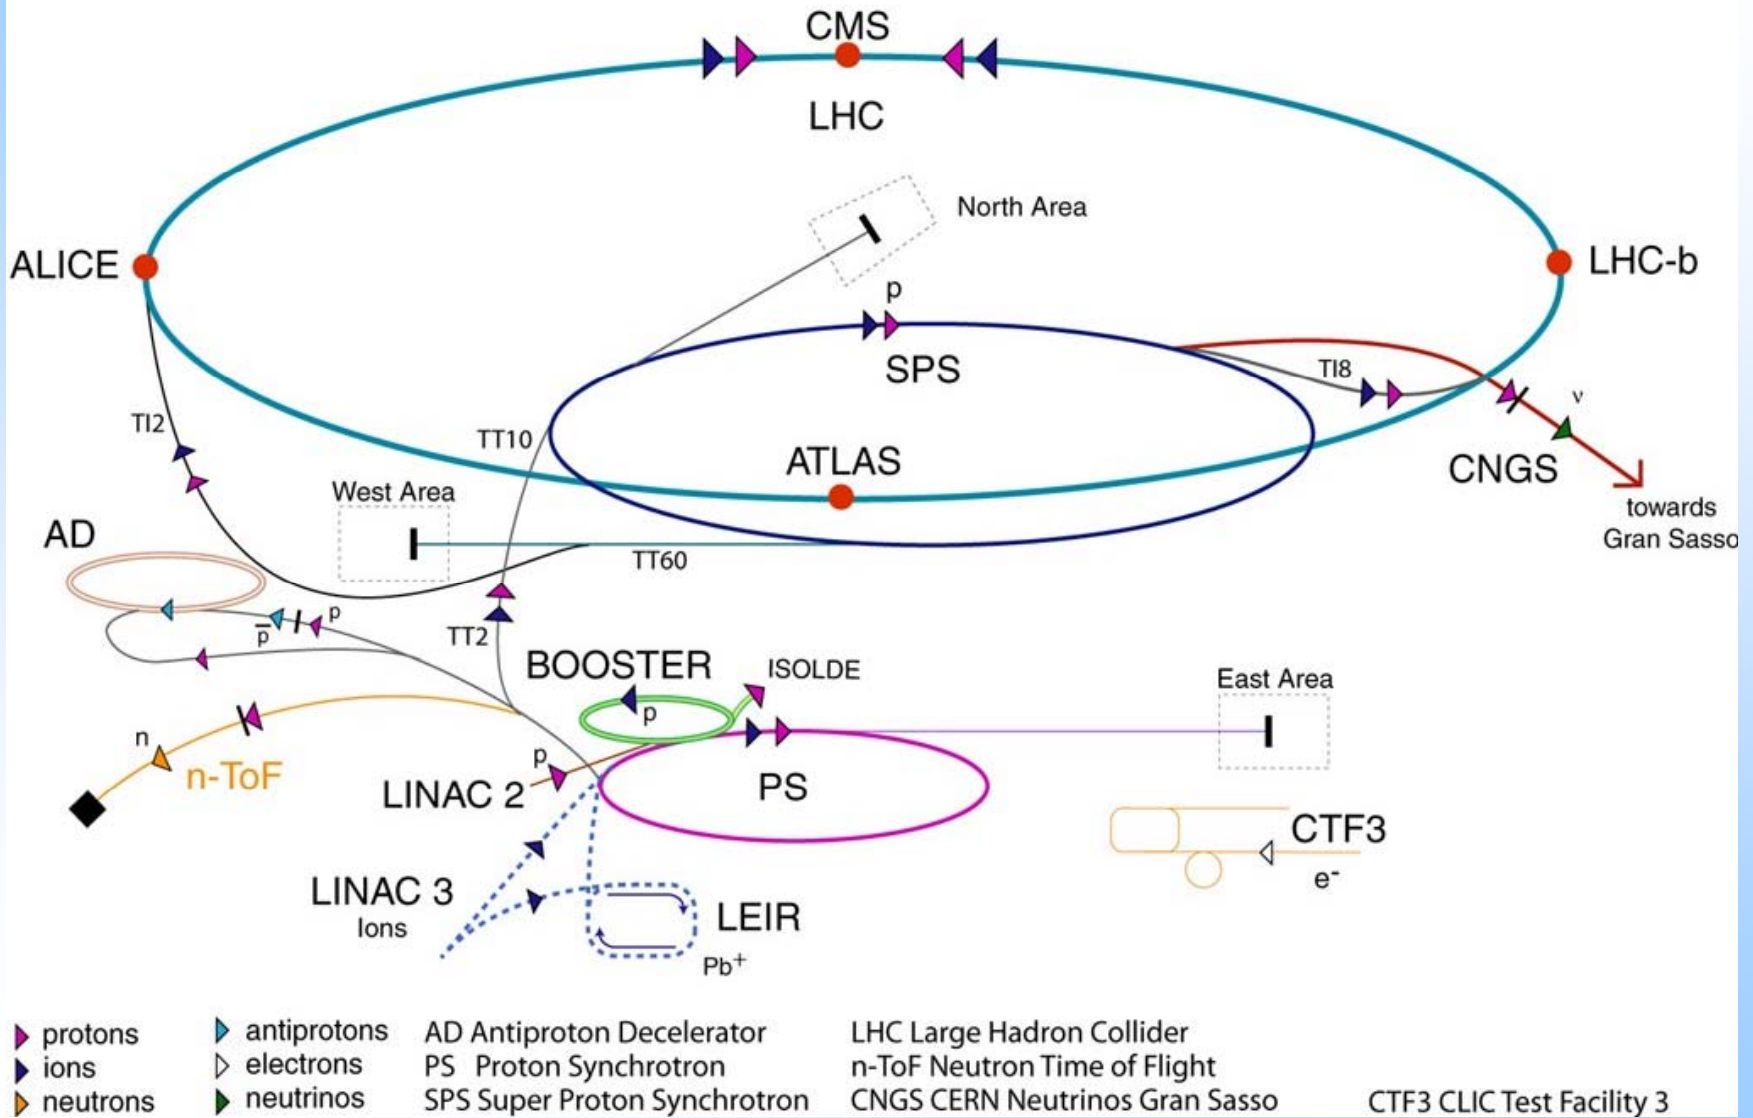 CMS
LHC
North Area
ALICE
LHC-b
p
SPS
TI8
ν
TI2
TT10
ATLAS
CNGS
West Area
towards
Gran Sasso
AD
TT60
p
p̅
TT2
BOOSTER
ISOLDE
East Area
p
n
p
n-ToF
LINAC 2
PS
CTF3
e-
LINAC 3
Ions
LEIR
Pb+
protons
ions
neutrons
antiprotons
electrons
neutrinos
AD Antiproton Decelerator
PS Proton Synchrotron
SPS Super Proton Synchrotron
LHC Large Hadron Collider
n-ToF Neutron Time of Flight
CNGS CERN Neutrinos Gran Sasso
CTF3 CLIC Test Facility 3